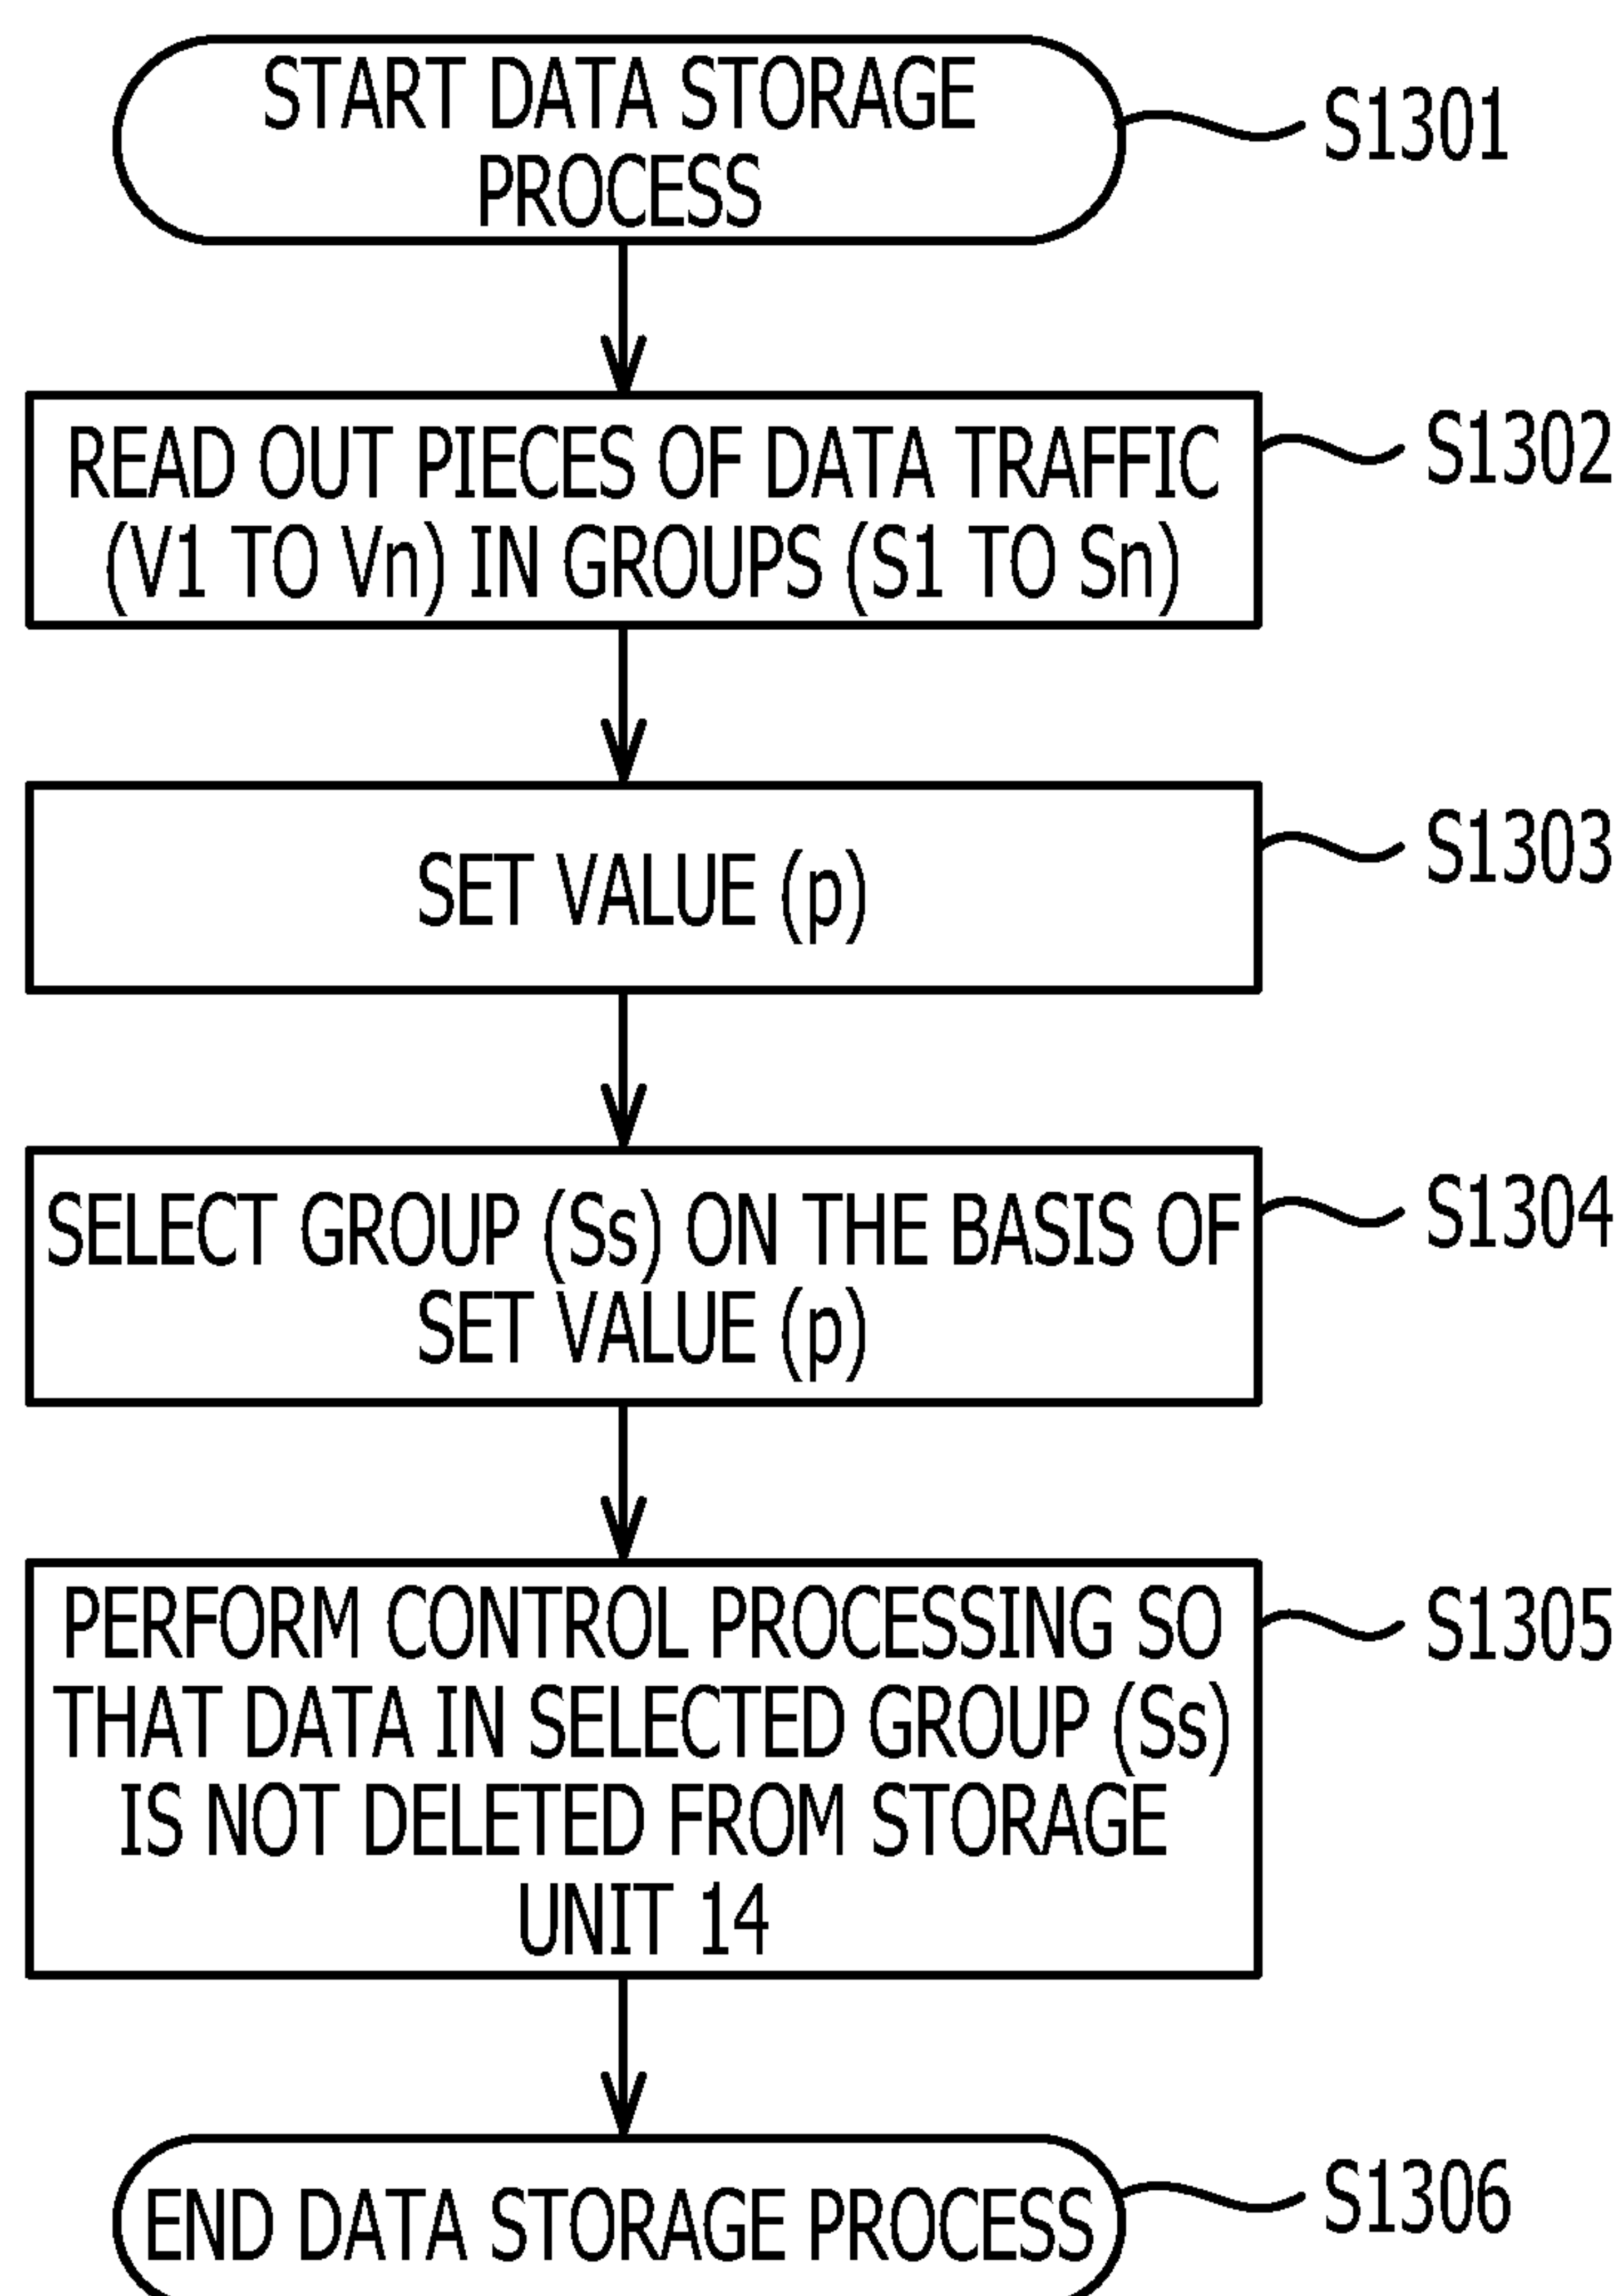 START DATA STORAGE
PROCESS
S1301
READ OUT PIECES OF DATA TRAFFIC
(V1 TO Vn) IN GROUPS (S1 TO Sn)
S1302
SET VALUE (p)
S1303
SELECT GROUP (Ss) ON THE BASIS OF
SET VALUE (p)
S1304
PERFORM CONTROL PROCESSING SO
THAT DATA IN SELECTED GROUP (Ss)
IS NOT DELETED FROM STORAGE
UNIT 14
S1305
END DATA STORAGE PROCESS
S1306